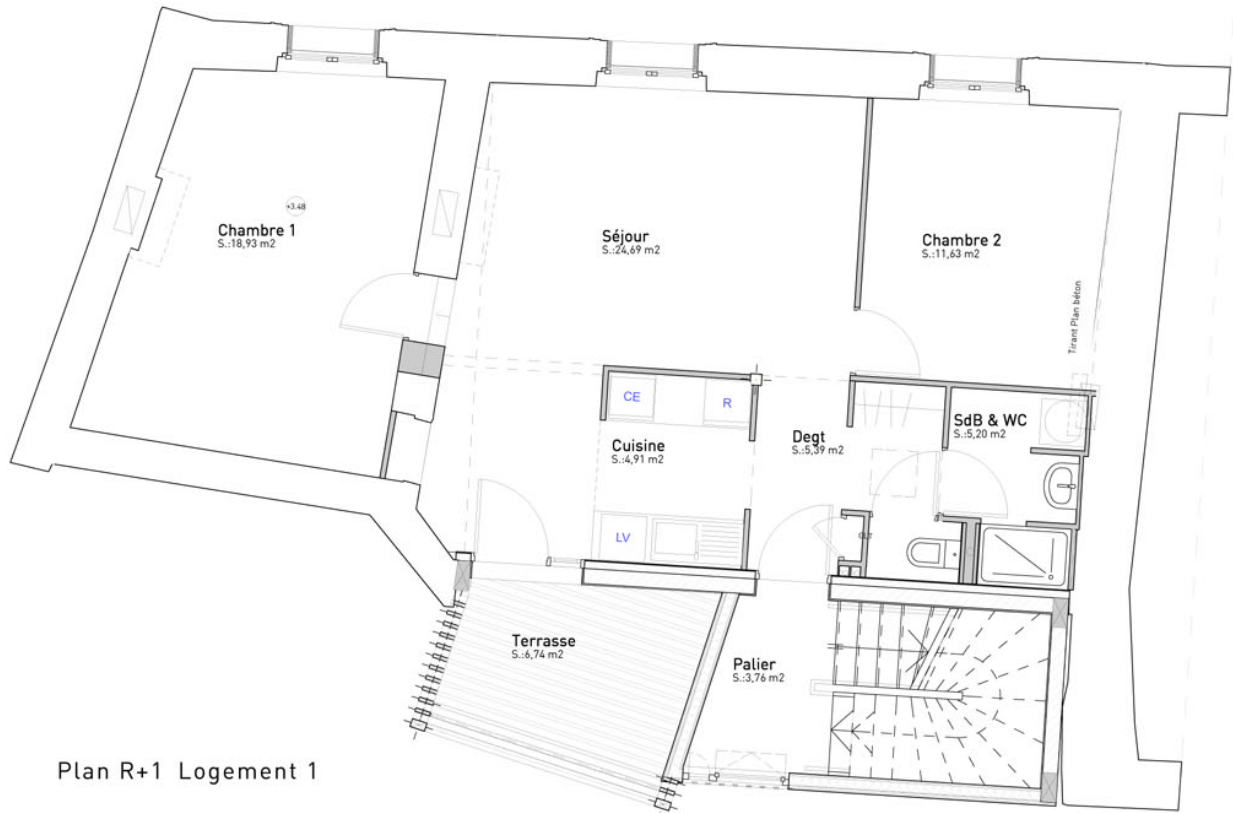 +3.48
Chambre 1
S.:18,93 m2
Séjour
S.:24,69 m2
Chambre 2
S.:11,63 m2
Tirant Plan béton
CE
R
Cuisine
S.:4,91 m2
Degt
S.:5,39 m2
SdB & WC
S.:5,20 m2
LV
Terrasse
S.:6,74 m2
Palier
S.:3,76 m2
Plan R+1 Logement 1